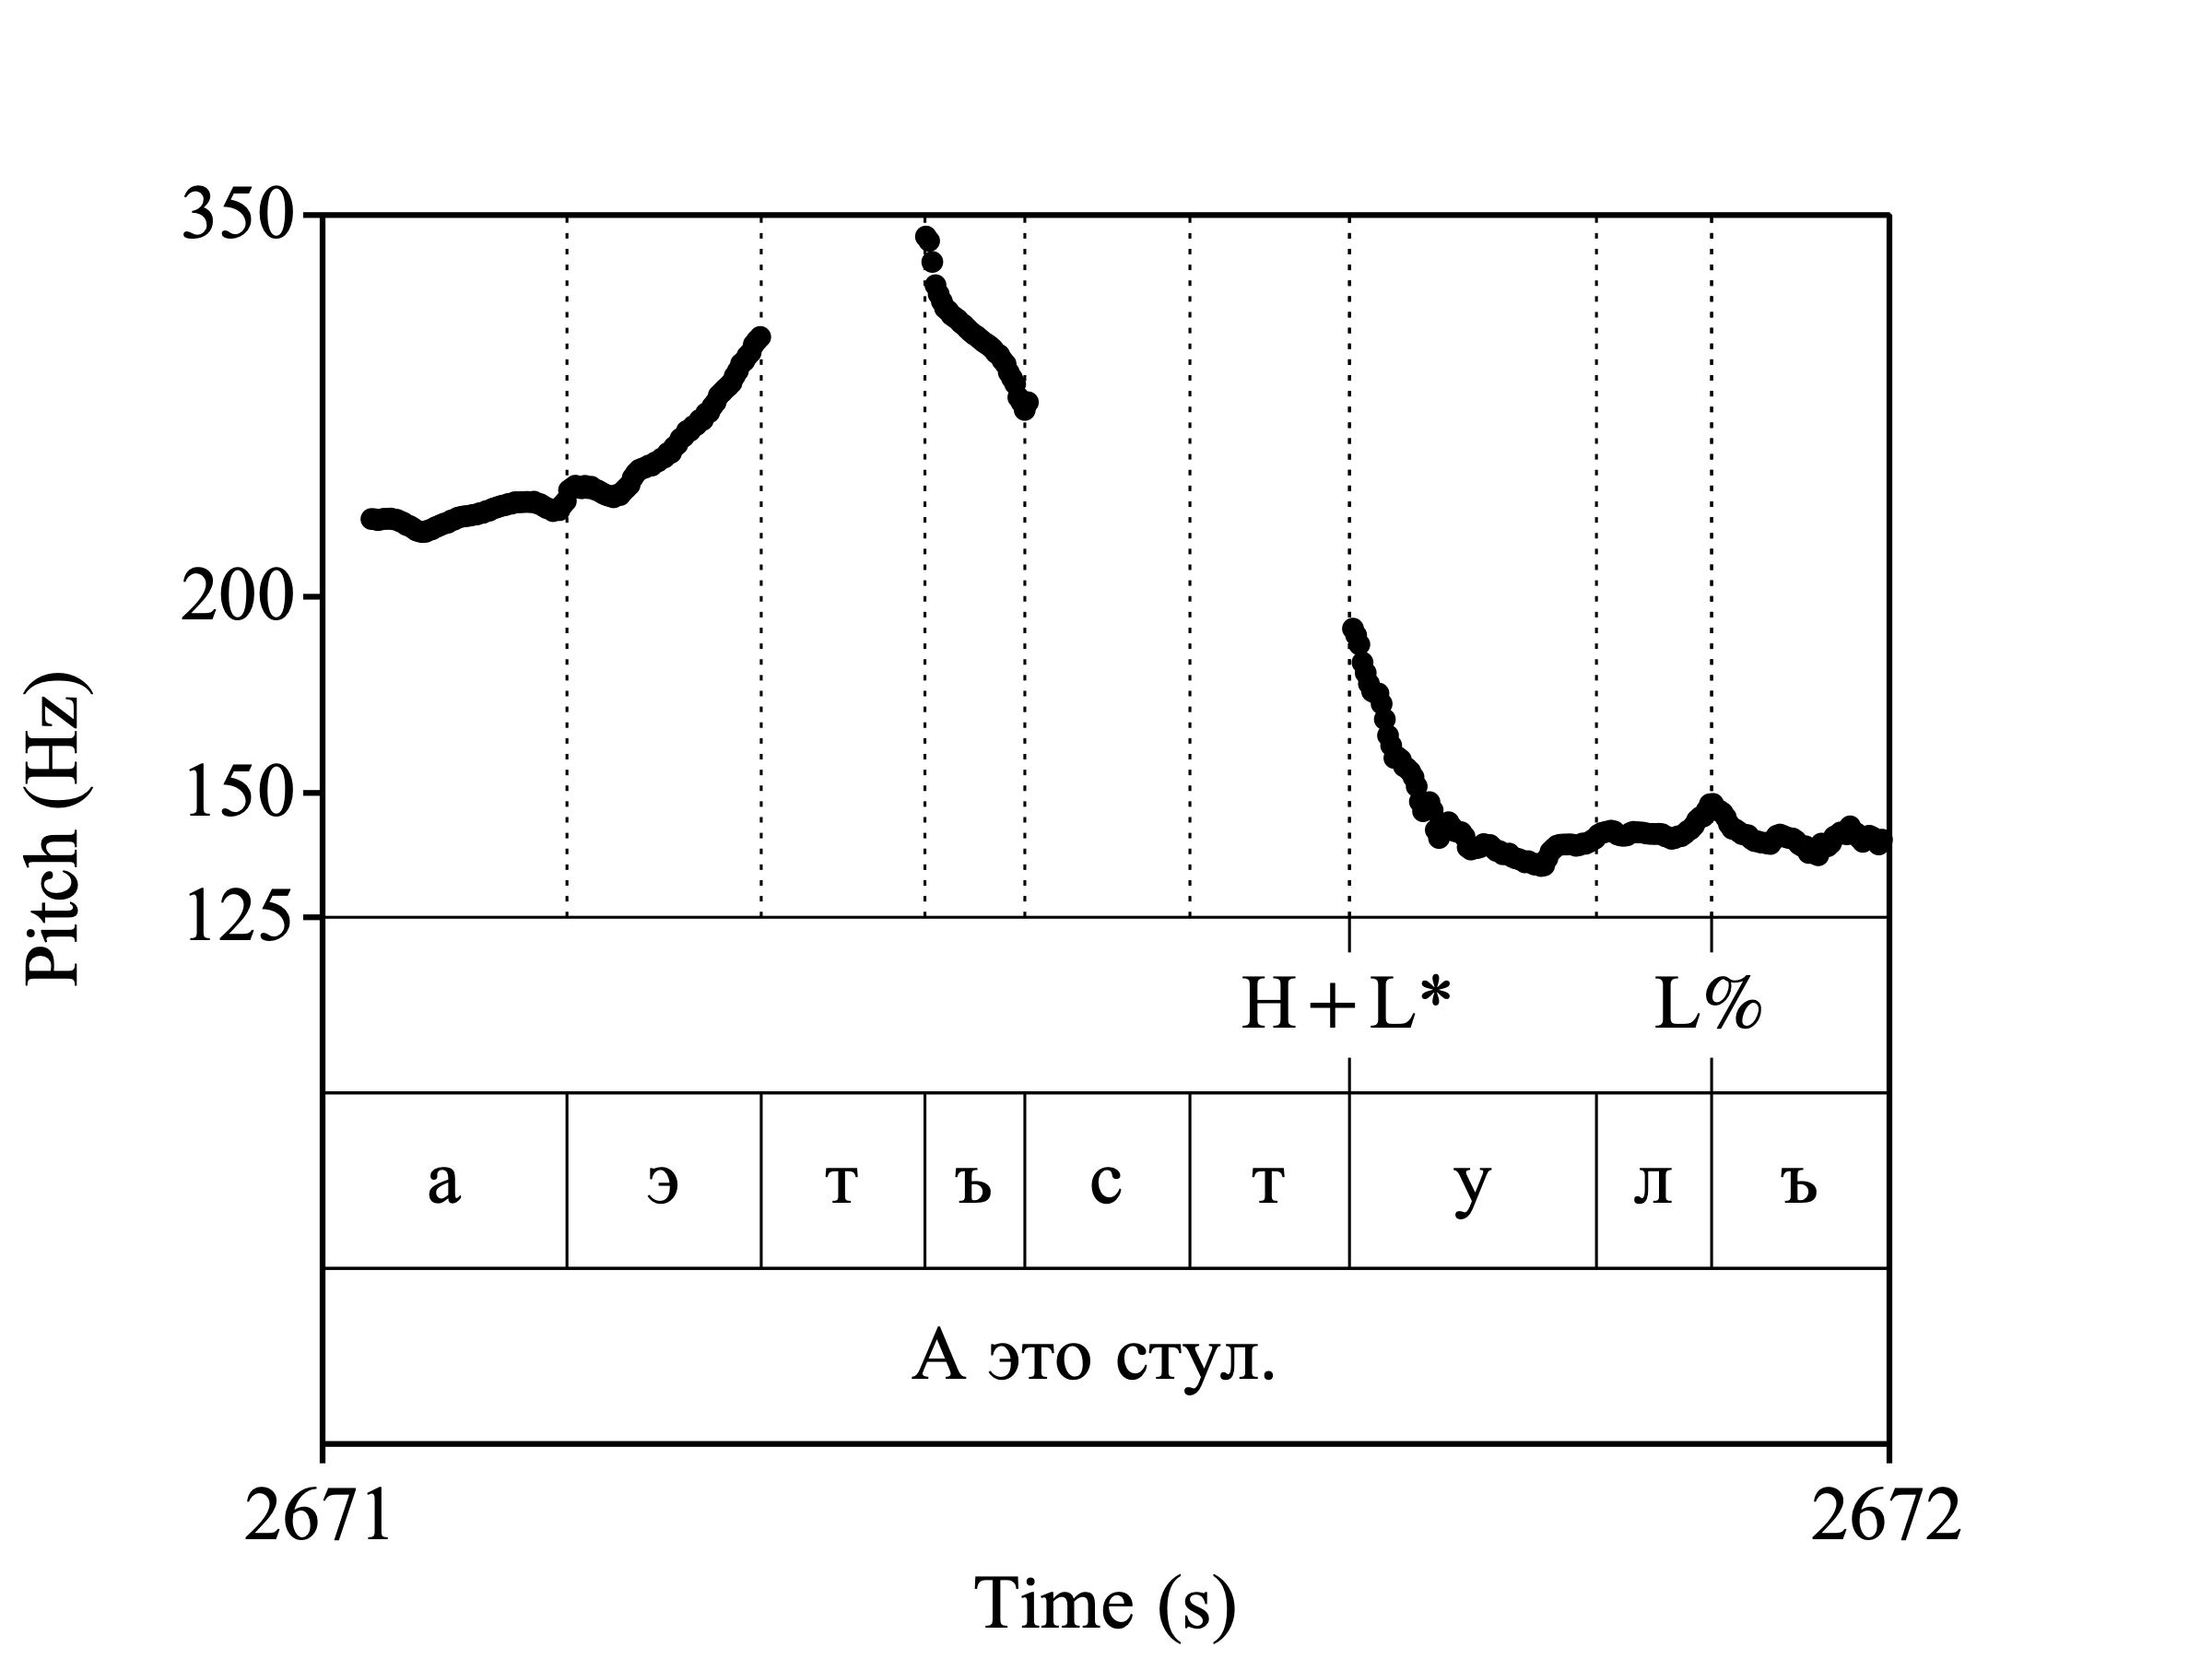 350
200
150
125
Pitch (Hz)
H+L* L%
а э т ъ с т у л ъ
А это стул.
2671 2672
Time (s)